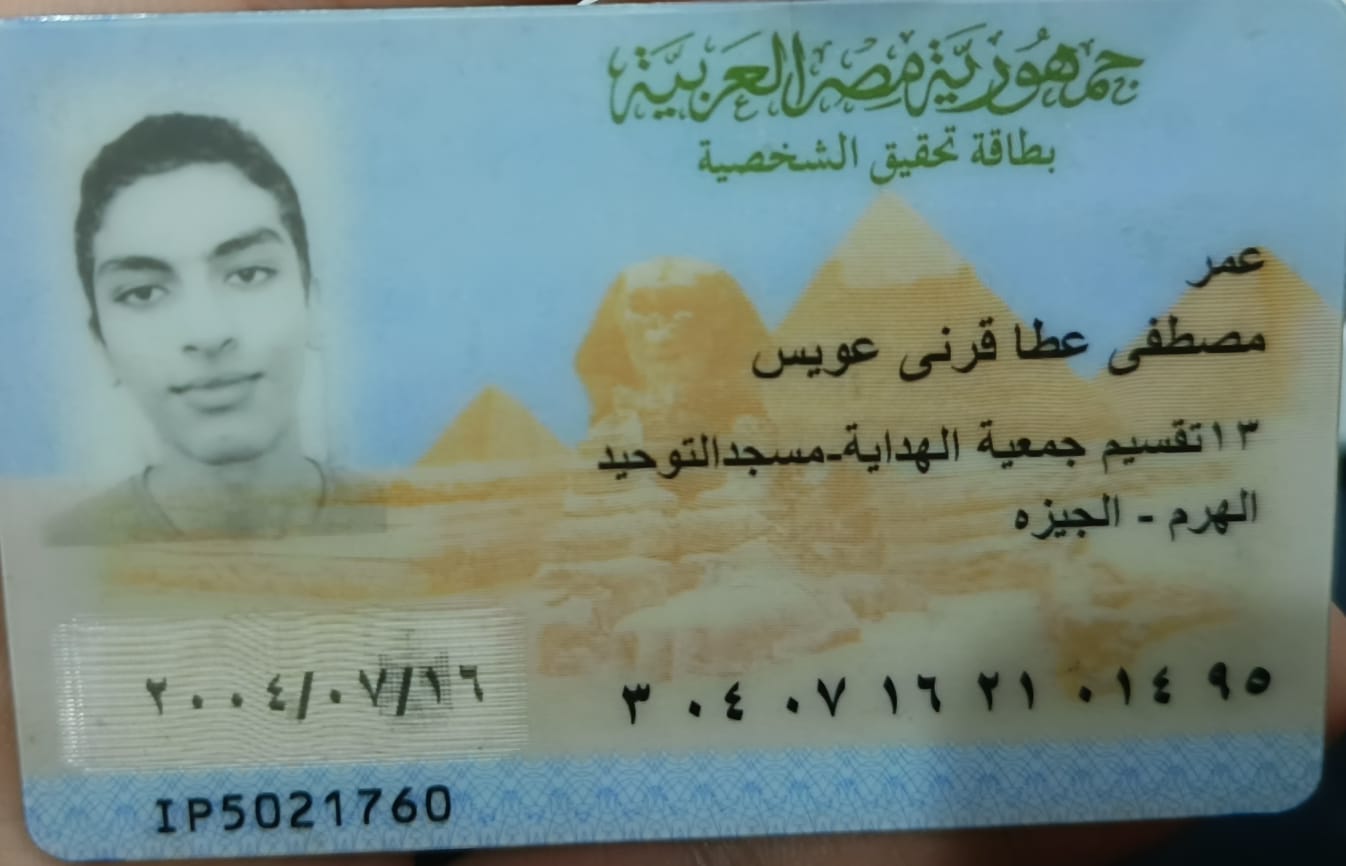 جمهورية مصر العربية
بطاقة تحقيق الشخصية
عمر
مصطفى عطا قرنى عويس
١٣ تقسيم جمعية الهداية-مسجدالتوحيد
الهرم - الجيزه
٣ ٠٤ ٠٧ ١٦ ٢١ ٠١٤ ٩٥
٢٠٠٤/٠٧/١٦
IP5021760